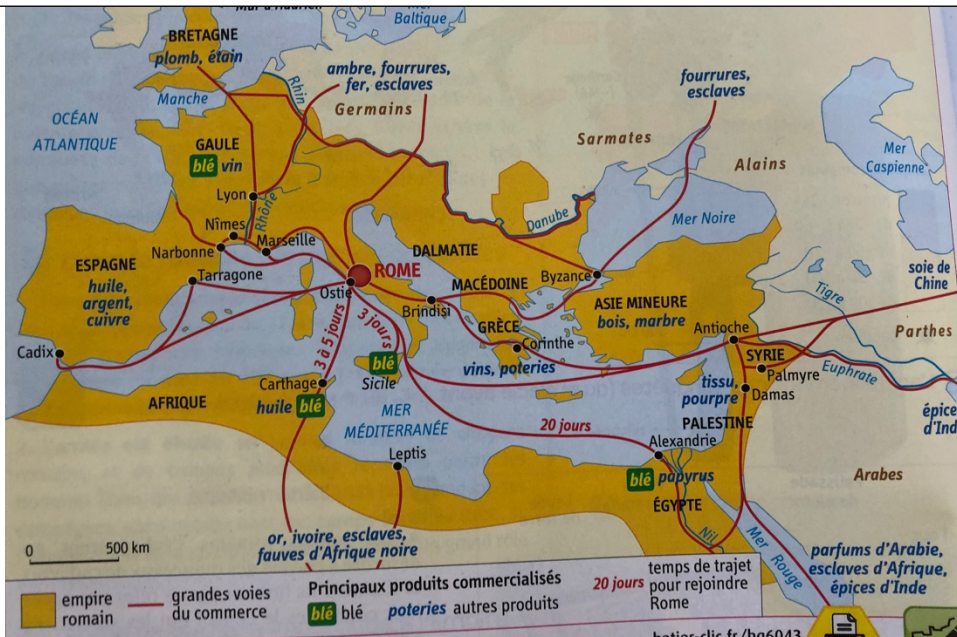 Mer
Baltique
BRETAGNE
plomb, étain
ambre, fourrures,
fer, esclaves
fourrures,
esclaves
Rhin
Manche
Germains
OCÉAN
ATLANTIQUE
Sarmates
Alains
Mer
Caspienne
GAULE
blé vin
Lyon
Rhône
Danube
Mer Noire
Nîmes
Narbonne
Marseille
DALMATIE
ESPAGNE
huile,
argent,
cuivre
Tarragone
ROME
Ostie
MACÉDOINE
Byzance
Brindisi
ASIE MINEURE
bois, marbre
soie de
Chine
Tigre
GRÈCE
Corinthe
vins, poteries
Antioche
Parthes
Cadix
3 à 5 jours
3 jours
blé
Sicile
SYRIE
Palmyre
Euphrate
Carthage
huile blé
AFRIQUE
tissu,
pourpre
Damas
épices
d'Ind
MER
MÉDITERRANÉE
20 jours
PALESTINE
Alexandrie
Leptis
blé papyrus
ÉGYPTE
Arabes
Nil
Mer Rouge
or, ivoire, esclaves,
fauves d'Afrique noire
parfums d'Arabie,
esclaves d'Afrique,
épices d'Inde
0 500 km
empire
romain
grandes voies
du commerce
Principaux produits commercialisés
blé blé poteries autres produits
20 jours temps de trajet
pour rejoindre
Rome